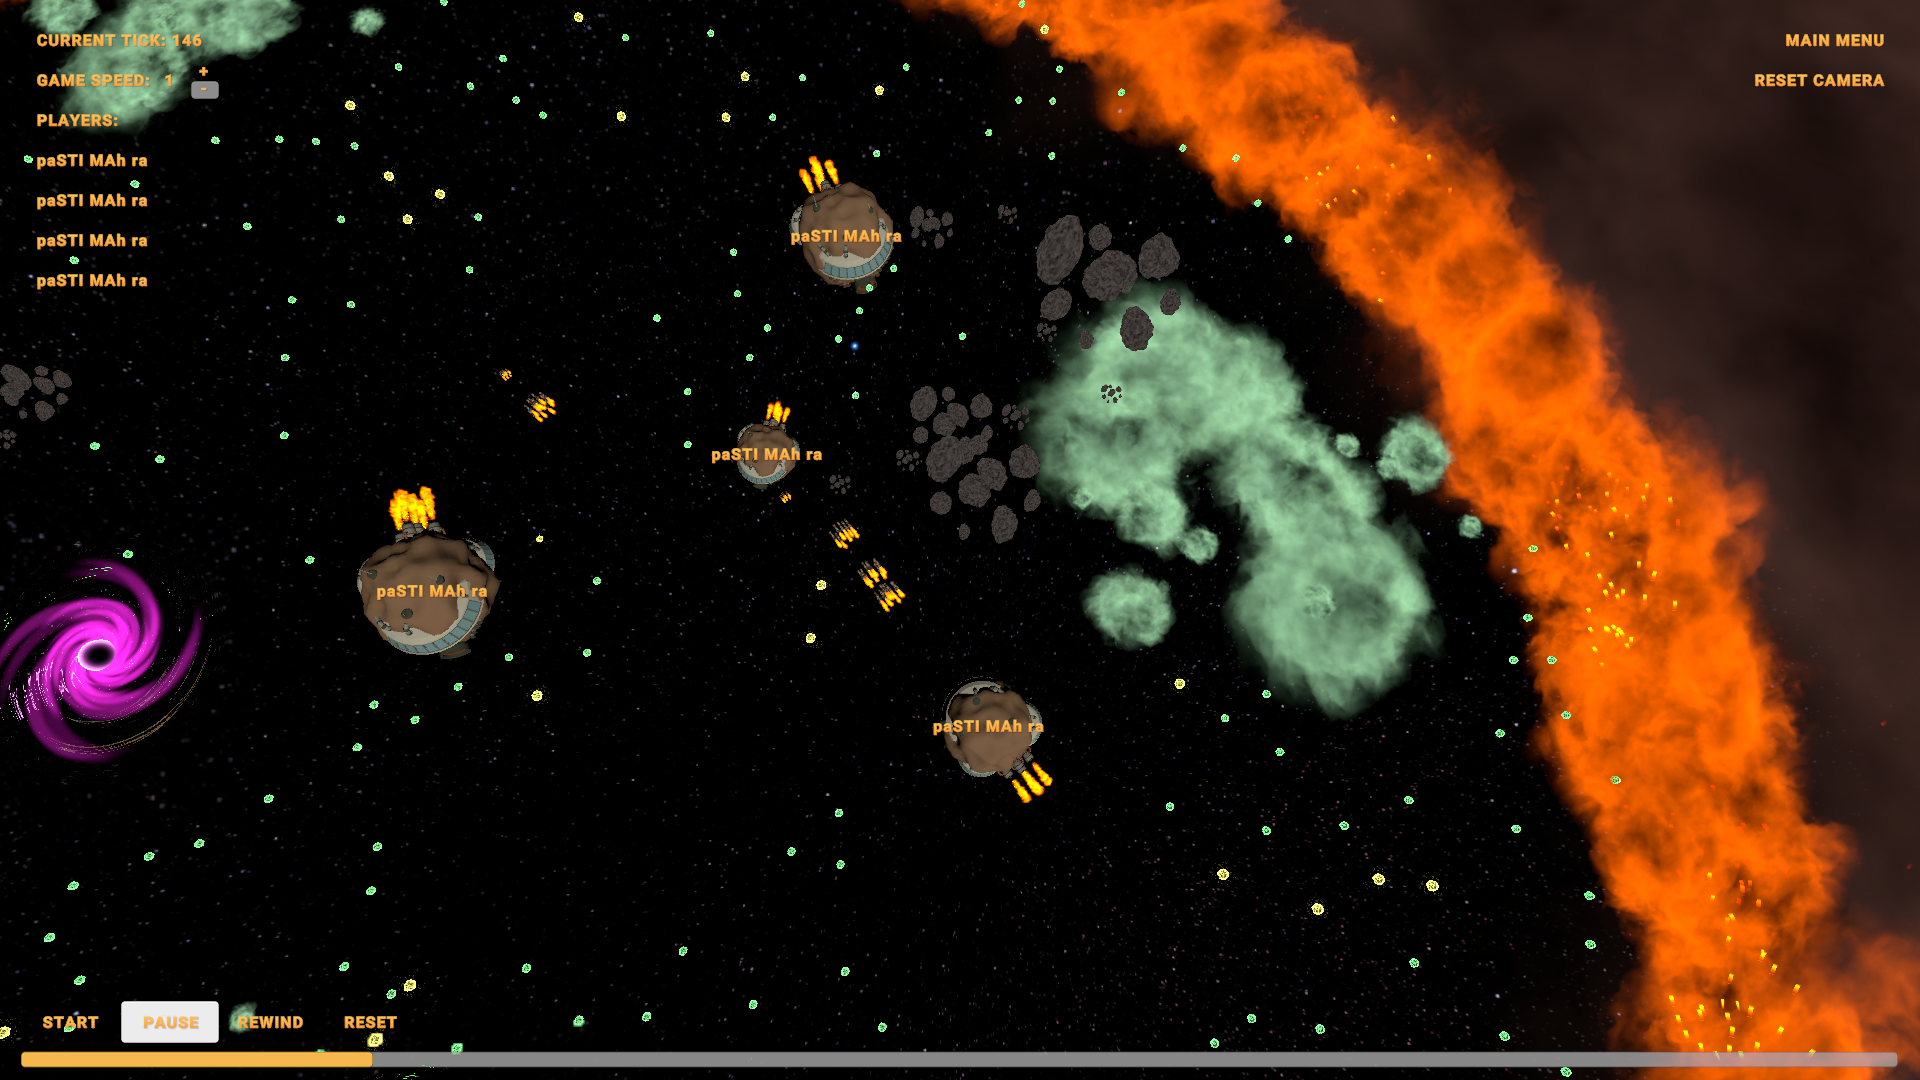 CURRENT TICK: 146
MAIN MENU
GAME SPEED: 1 + -
RESET CAMERA
PLAYERS:
paSTI MAh ra
paSTI MAh ra
paSTI MAh ra
paSTI MAh ra
paSTI MAh ra
paSTI MAh ra
paSTI MAh ra
paSTI MAh ra
START PAUSE REWIND RESET